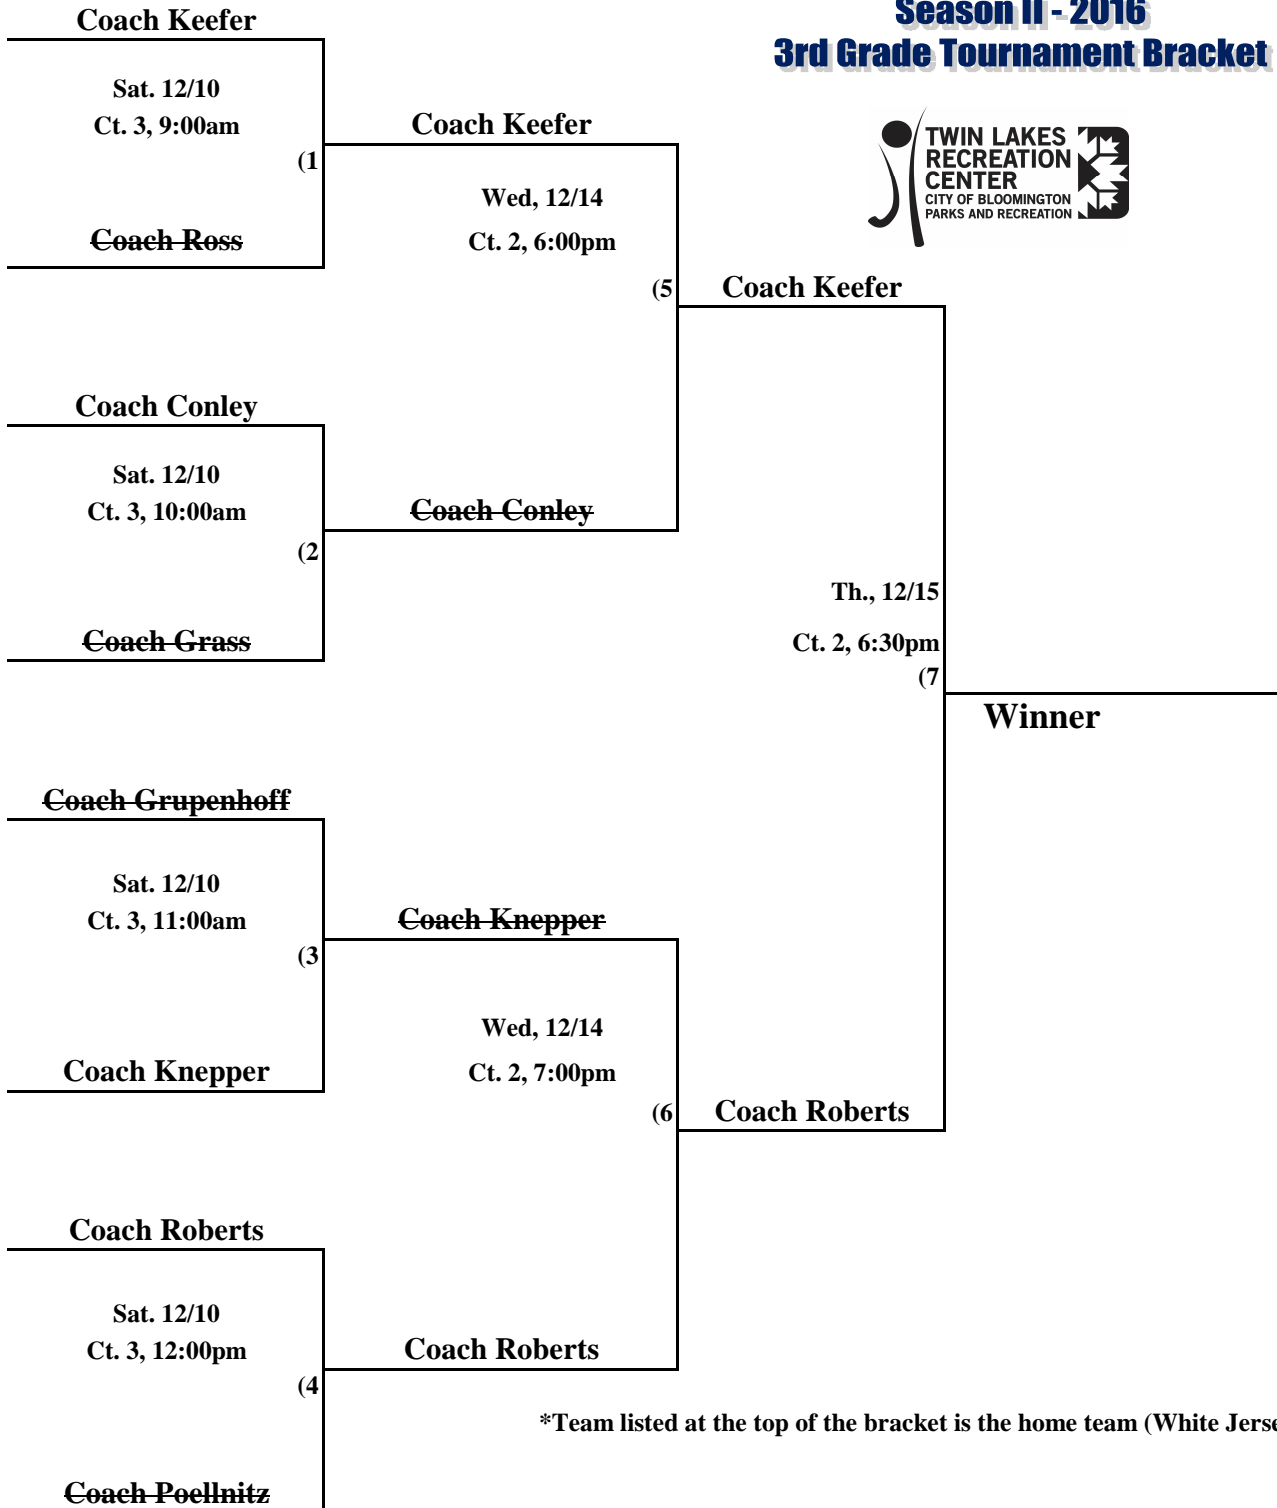 Season II - 2016
3rd Grade Tournament Bracket
TWIN LAKES
RECREATION
CENTER
CITY OF BLOOMINGTON
PARKS AND RECREATION
Coach Keefer
Sat. 12/10
Ct. 3, 9:00am
(1
Coach Ross
Coach Keefer
Wed, 12/14
Ct. 2, 6:00pm
(5
Coach Keefer
Coach Conley
Sat. 12/10
Ct. 3, 10:00am
(2
Coach Grass
Coach Conley
Th., 12/15
Ct. 2, 6:30pm
(7
Winner
Coach Grupenhoff
Sat. 12/10
Ct. 3, 11:00am
(3
Coach Knepper
Coach Knepper
Wed, 12/14
Ct. 2, 7:00pm
(6
Coach Roberts
Coach Roberts
Sat. 12/10
Ct. 3, 12:00pm
(4
Coach Poellnitz
Coach Roberts
*Team listed at the top of the bracket is the home team (White Jerse